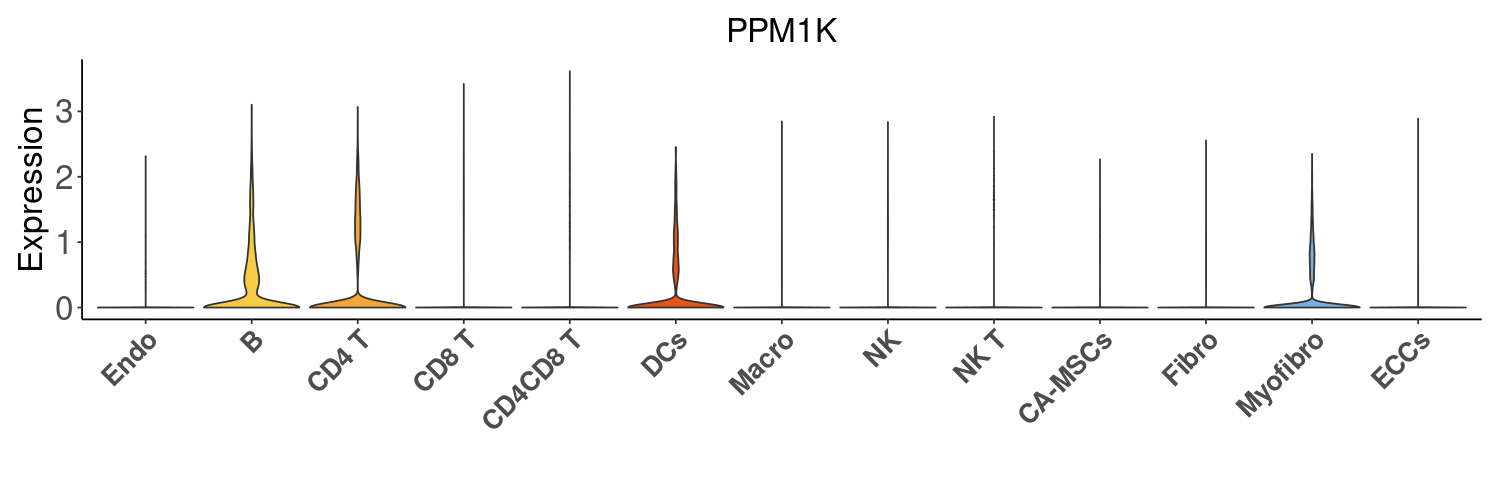 PPM1K
Expression
3
2
1
0
Endo
B
CD4 T
CD8 T
CD4CD8 T
DCs
Macro
NK
NK T
CA-MSCs
Fibro
Myofibro
ECCs